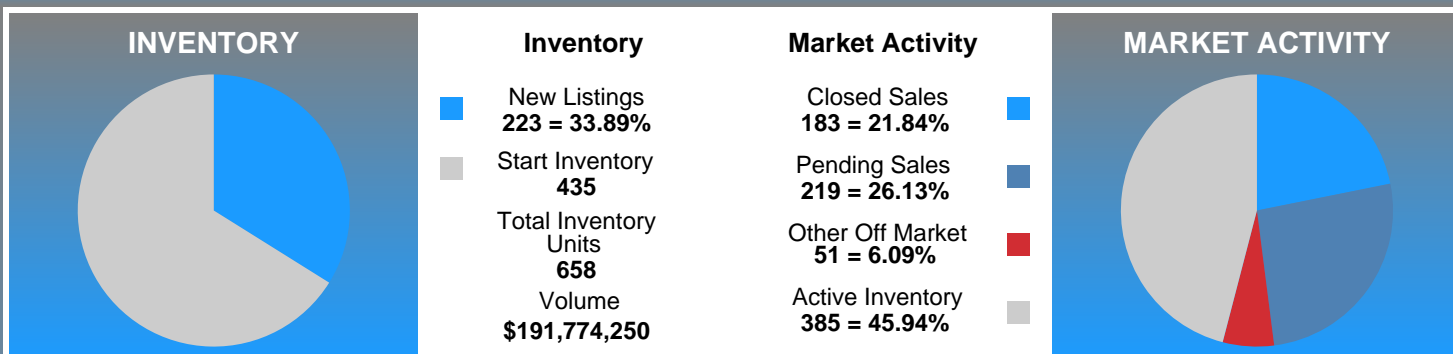 INVENTORY
Inventory
New Listings
223 = 33.89%
Start Inventory
435
Total Inventory
Units
658
Volume
$191,774,250
Market Activity
Closed Sales
183 = 21.84%
Pending Sales
219 = 26.13%
Other Off Market
51 = 6.09%
Active Inventory
385 = 45.94%
MARKET ACTIVITY